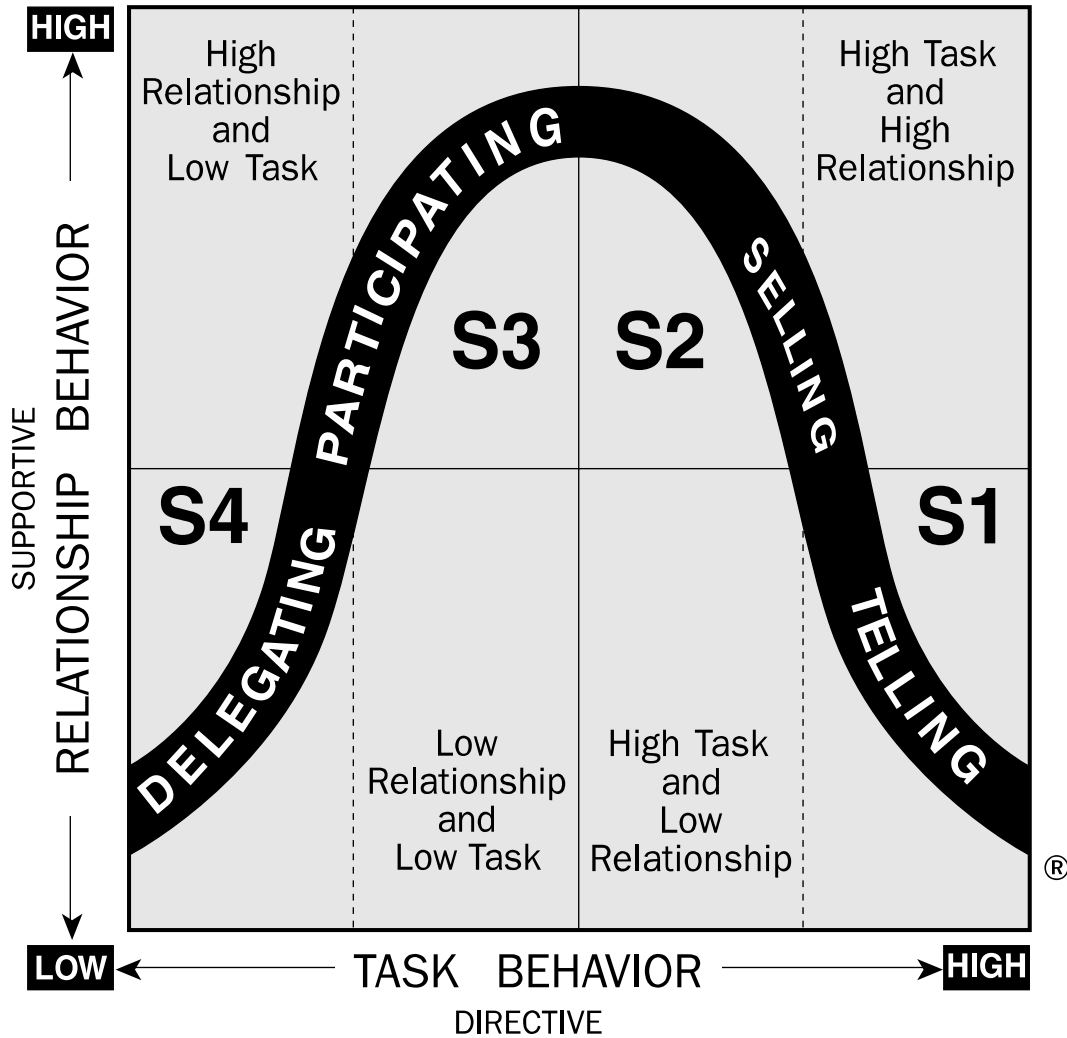 HIGH
High
Relationship
and
Low Task
High Task
and
High
Relationship
PARTICIPATING
SELLING
S3
S2
SUPPORTIVE
RELATIONSHIP BEHAVIOR
S4
S1
DELEGATING
TELLING
Low
Relationship
and
Low Task
High Task
and
Low
Relationship
®
LOW
TASK BEHAVIOR
HIGH
DIRECTIVE